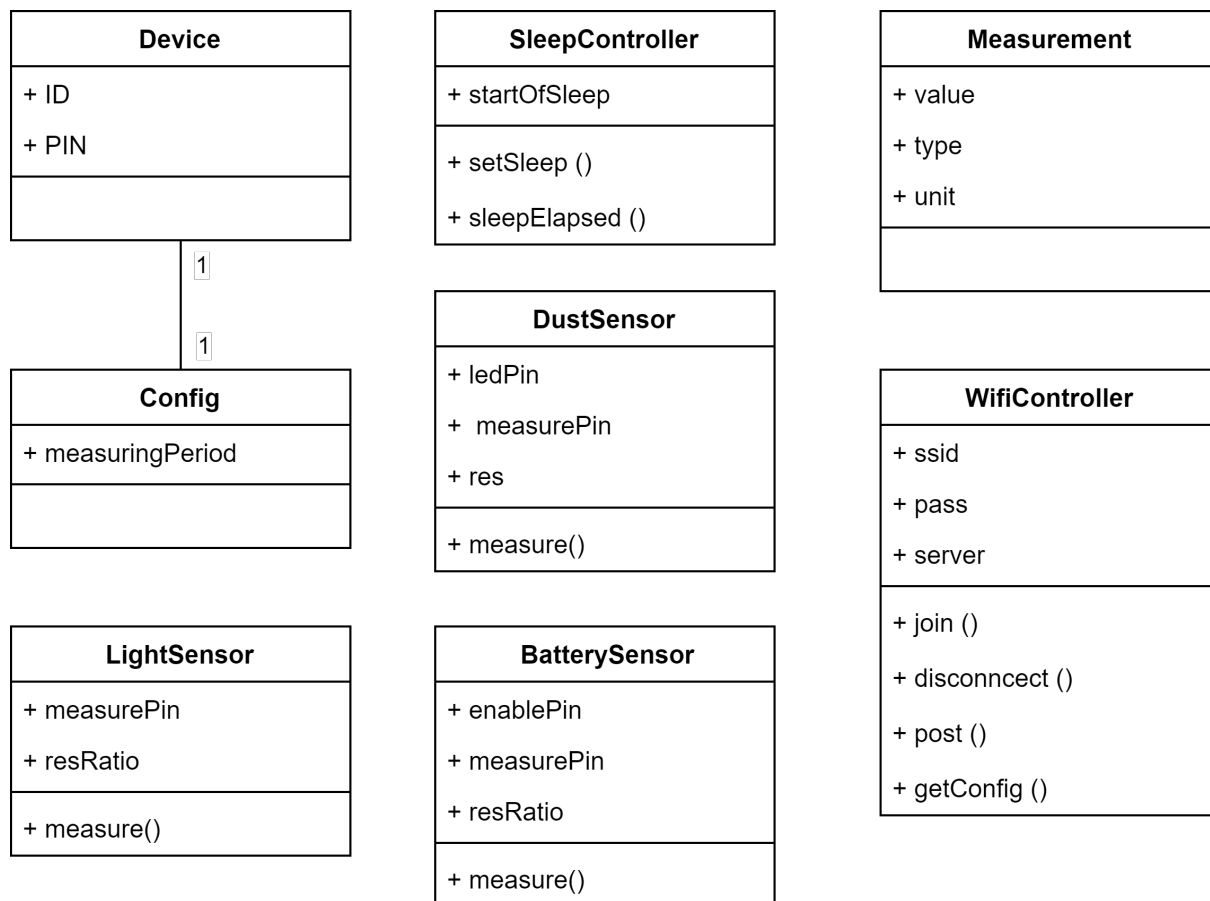 Device
+ ID
+ PIN
1
1
Config
+ measuringPeriod
LightSensor
+ measurePin
+ resRatio
+ measure()
SleepController
+ startOfSleep
+ setSleep ()
+ sleepElapsed ()
DustSensor
+ ledPin
+ measurePin
+ res
+ measure()
BatterySensor
+ enablePin
+ measurePin
+ resRatio
+ measure()
Measurement
+ value
+ type
+ unit
WifiController
+ ssid
+ pass
+ server
+ join ()
+ disconncect ()
+ post ()
+ getConfig ()